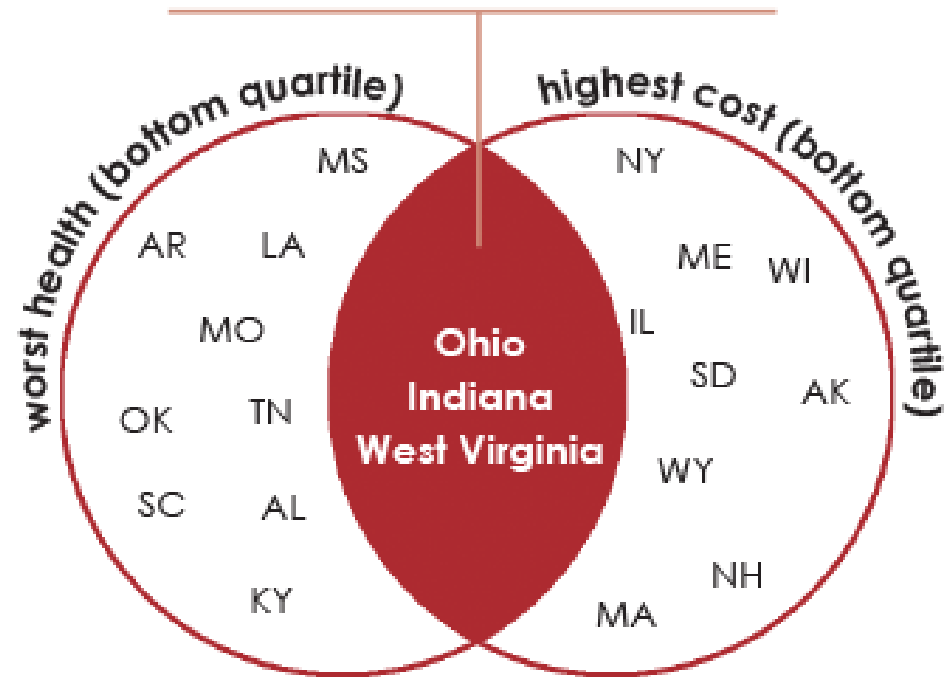 worst health (bottom quartile)
highest cost (bottom quartile)
MS
AR
LA
MO
OK
TN
SC
AL
KY
Ohio
Indiana
West Virginia
NY
ME
WI
IL
SD
AK
WY
NH
MA